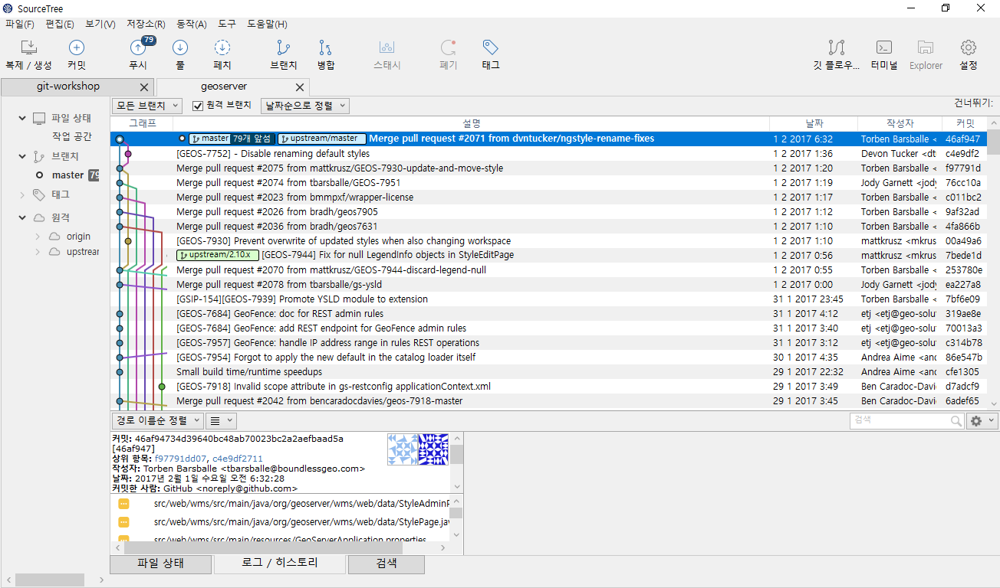 SourceTree
파일(F) 편집(E) 보기(V) 저장소(R) 동작(A) 도구 도움말(H)
79
복제 / 생성 커밋 푸시 풀 페치 브랜치 병합 스태시 폐기 태그 깃 플로우... 터미널 Explorer 설정
git-workshop geoserver
모든 브랜치 원격 브랜치 날짜순으로 정렬 건너뛰기:
파일 상태
작업 공간
브랜치
master 79
태그
원격
origin
upstrear
그래프 설명 날짜 작성자 커밋
master 79개 앞섬 upstream/master Merge pull request #2071 from dvntucker/ngstyle-rename-fixes 1 2 2017 6:32 Torben Barsballe < 46af947
[GEOS-7752] - Disable renaming default styles 1 2 2017 1:36 Devon Tucker <dt c4e9df2
Merge pull request #2075 from mattkrusz/GEOS-7930-update-and-move-style 1 2 2017 1:20 Torben Barsballe < f97791d
Merge pull request #2074 from tbarsballe/GEOS-7951 1 2 2017 1:19 Jody Garnett <jody 76cc10a
Merge pull request #2023 from bmmpxf/wrapper-license 1 2 2017 1:17 Torben Barsballe < c011bc2
Merge pull request #2026 from bradh/geos7905 1 2 2017 1:12 Torben Barsballe < 9af32ad
Merge pull request #2036 from bradh/geos7631 1 2 2017 1:10 Torben Barsballe < 4fa866b
[GEOS-7930] Prevent overwrite of updated styles when also changing workspace 1 2 2017 1:10 mattkrusz <mkrus 00a49a6
upstream/2.10.x [GEOS-7944] Fix for null LegendInfo objects in StyleEditPage 1 2 2017 0:56 mattkrusz <mkrus 7bede1d
Merge pull request #2070 from mattkrusz/GEOS-7944-discard-legend-null 1 2 2017 0:55 Torben Barsballe < 253780e
Merge pull request #2078 from tbarsballe/gs-ysld 1 2 2017 0:00 Jody Garnett <jody ea227a8
[GSIP-154][GEOS-7939] Promote YSLD module to extension 31 1 2017 23:45 Torben Barsballe < 7bf6e09
[GEOS-7684] GeoFence: doc for REST admin rules 31 1 2017 4:12 etj <etj@geo-solut 319ae8e
[GEOS-7684] GeoFence: add REST endpoint for GeoFence admin rules 31 1 2017 3:40 etj <etj@geo-solut 70013a3
[GEOS-7957] GeoFence: handle IP address range in rules REST operations 31 1 2017 3:12 etj <etj@geo-solut c314b78
[GEOS-7954] Forgot to apply the new default in the catalog loader itself 30 1 2017 4:35 Andrea Aime <anc 86e547b
Small build time/runtime speedups 29 1 2017 22:32 Andrea Aime <anc cfe1305
[GEOS-7918] Invalid scope attribute in gs-restconfig applicationContext.xml 29 1 2017 3:49 Ben Caradoc-Davi d7adcf9
Merge pull request #2042 from bencaradocdavies/geos-7918-master 29 1 2017 3:45 Ben Caradoc-Davi 6adef65
경로 이름순 정렬 검색
커밋: 46af94734d39640bc48ab70023bc2a2aefbaad5a
[46af947]
상위 항목: f97791dd07, c4e9df2711
작성자: Torben Barsballe <tbarsballe@boundlessgeo.com>
날짜: 2017년 2월 1일 수요일 오전 6:32:28
커밋한 사람: GitHub <noreply@github.com>
src/web/wms/src/main/java/org/geoserver/wms/web/data/StyleAdminP
src/web/wms/src/main/java/org/geoserver/wms/web/data/StylePage.jav
src/web/wms/src/main/resources/GeoServerApplication.properties
파일 상태 로그 / 히스토리 검색